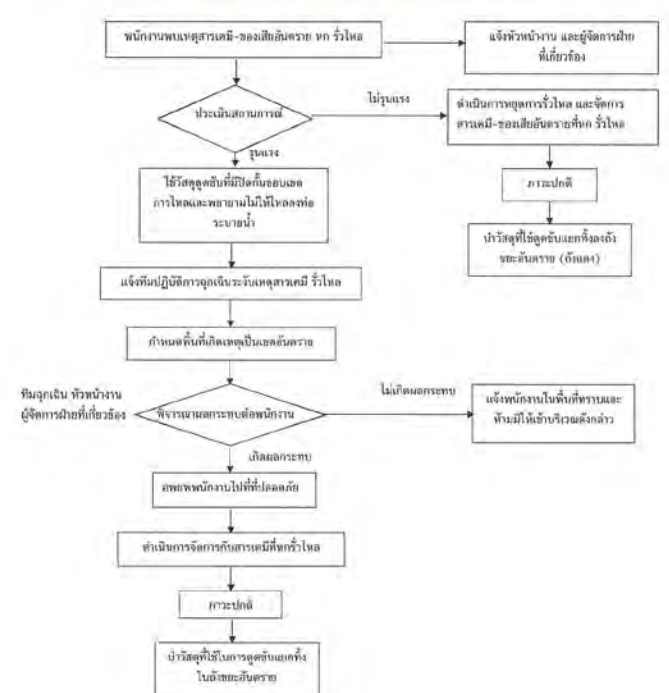 พนักงานพบเหตุสารเคมี-ของเสียอันตราย หก รั่วไหล
แจ้งหัวหน้างาน และผู้จัดการฝ่าย
ที่เกี่ยวข้อง
ประเมินสถานการณ์
ไม่รุนแรง
ดำเนินการหยุดการรั่วไหล และจัดการ
สารเคมี-ของเสียอันตรายที่หก รั่วไหล
รุนแรง
ใช้วัสดุดูดซับที่มีปิดกั้นขอบเขต
การไหลและพยายามไม่ให้ไหลลงท่อ
ระบายน้ำ
ภาวะปกติ
นำวัสดุที่ใช้ดูดซับแยกทิ้งลงถัง
ขยะอันตราย (ถังแดง)
แจ้งทีมปฏิบัติการฉุกเฉินระงับเหตุสารเคมี รั่วไหล
กำหนดพื้นที่เกิดเหตุเป็นเขตอันตราย
ทีมฉุกเฉิน หัวหน้างาน
ผู้จัดการฝ่ายที่เกี่ยวข้อง
พิจารณาผลกระทบต่อพนักงาน
ไม่เกิดผลกระทบ
แจ้งพนักงานในพื้นที่ทราบและ
ห้ามมิให้เข้าบริเวณดังกล่าว
เกิดผลกระทบ
อพยพพนักงานไปที่ที่ปลอดภัย
ดำเนินการจัดการกับสารเคมีที่หกรั่วไหล
ภาวะปกติ
นำวัสดุที่ใช้ในการดูดซับแยกทิ้ง
ในถังขยะอันตราย